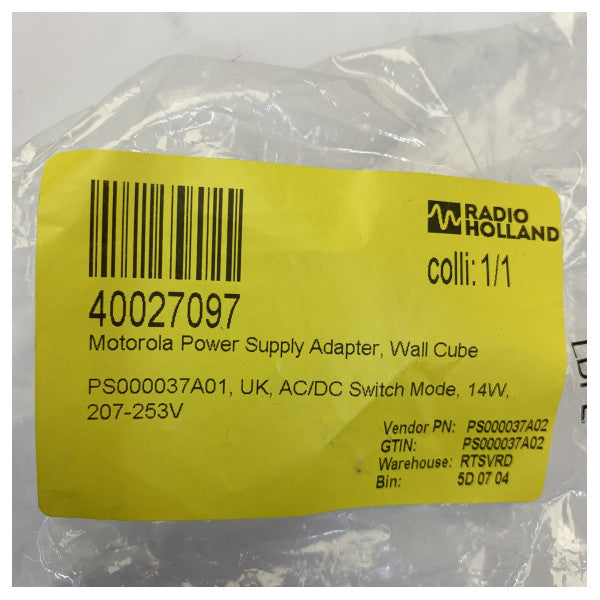 RADIO
HOLLAND
colli: 1/1
40027097
Motorola Power Supply Adapter, Wall Cube
PS000037A01, UK, AC/DC Switch Mode, 14W,
207-253V
Vendor PN: PS000037A02
GTIN: PS000037A02
Warehouse: RTSVRD
Bin: 5D 07 04